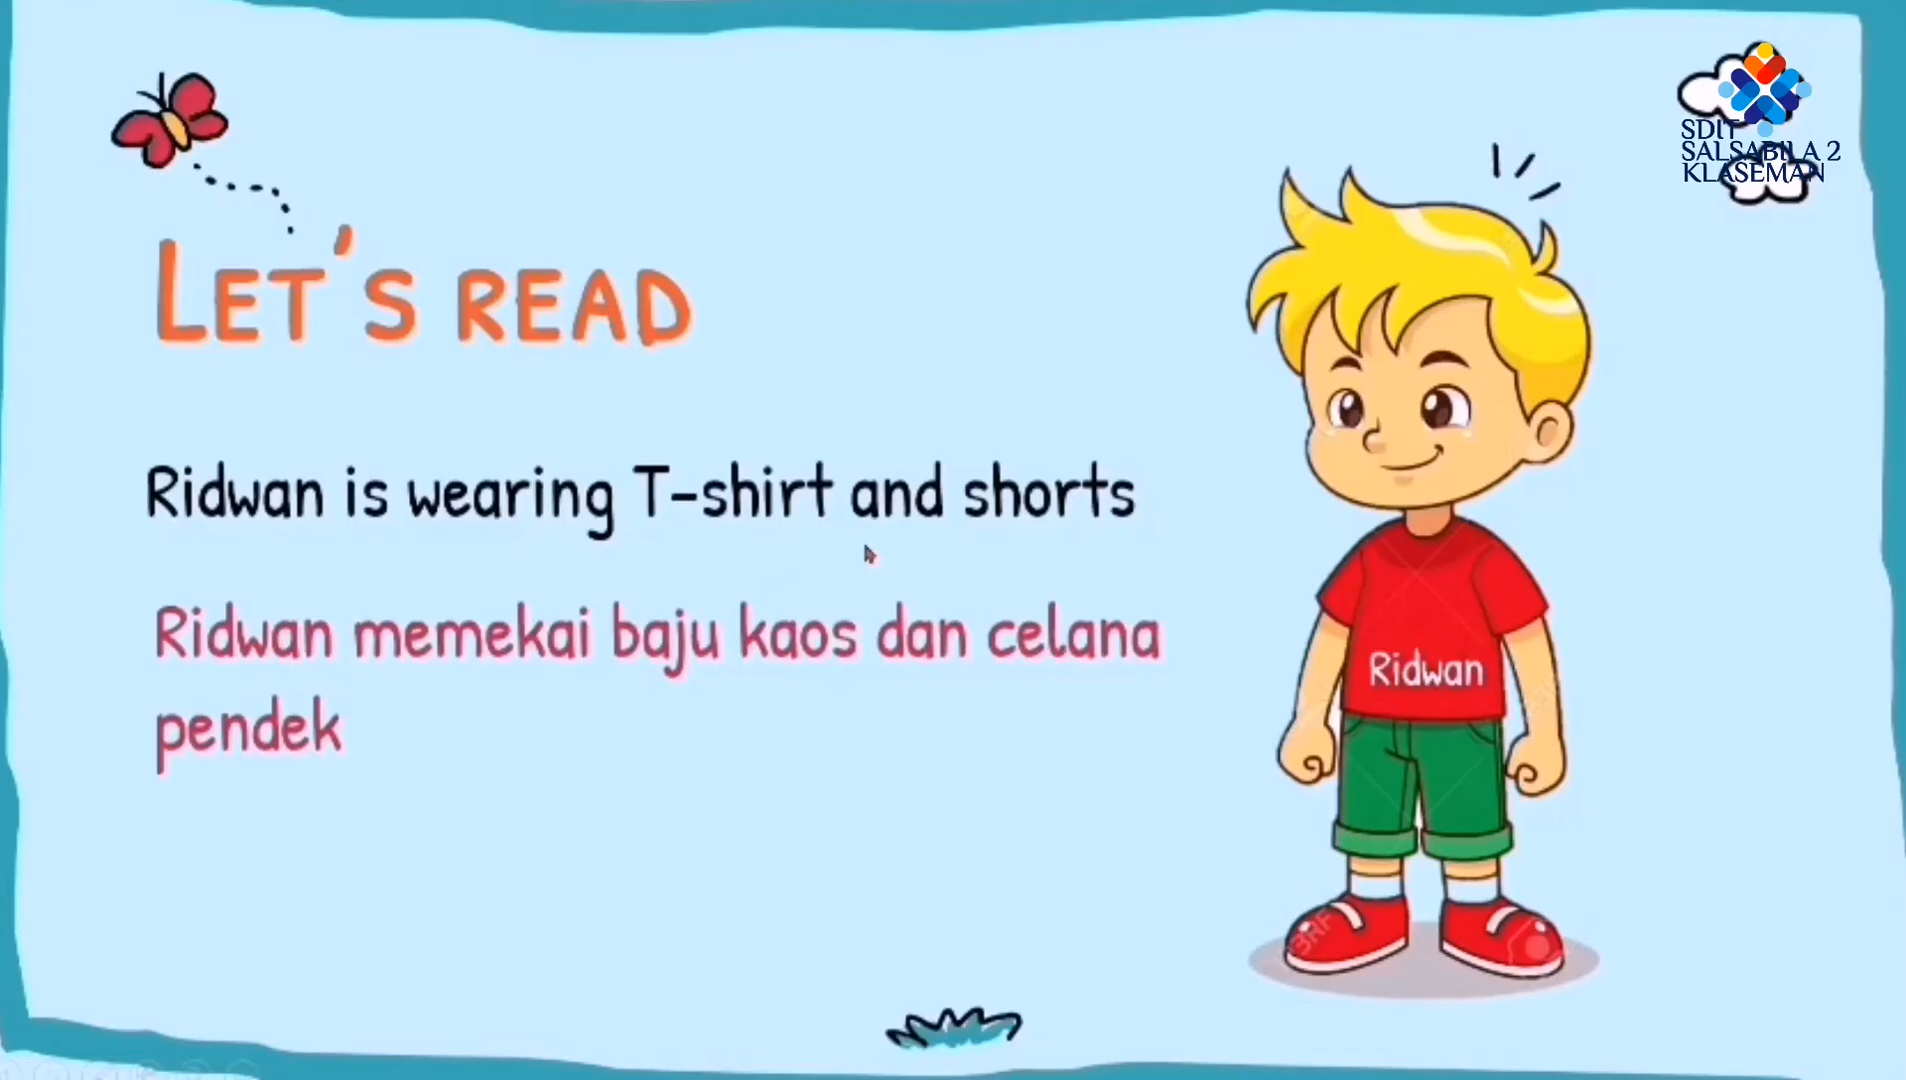 SDIT
SALSABILA 2
KLASEMAN
LET'S READ
Ridwan is wearing T-shirt and shorts
Ridwan memekai baju kaos dan celana
pendek
Ridwan